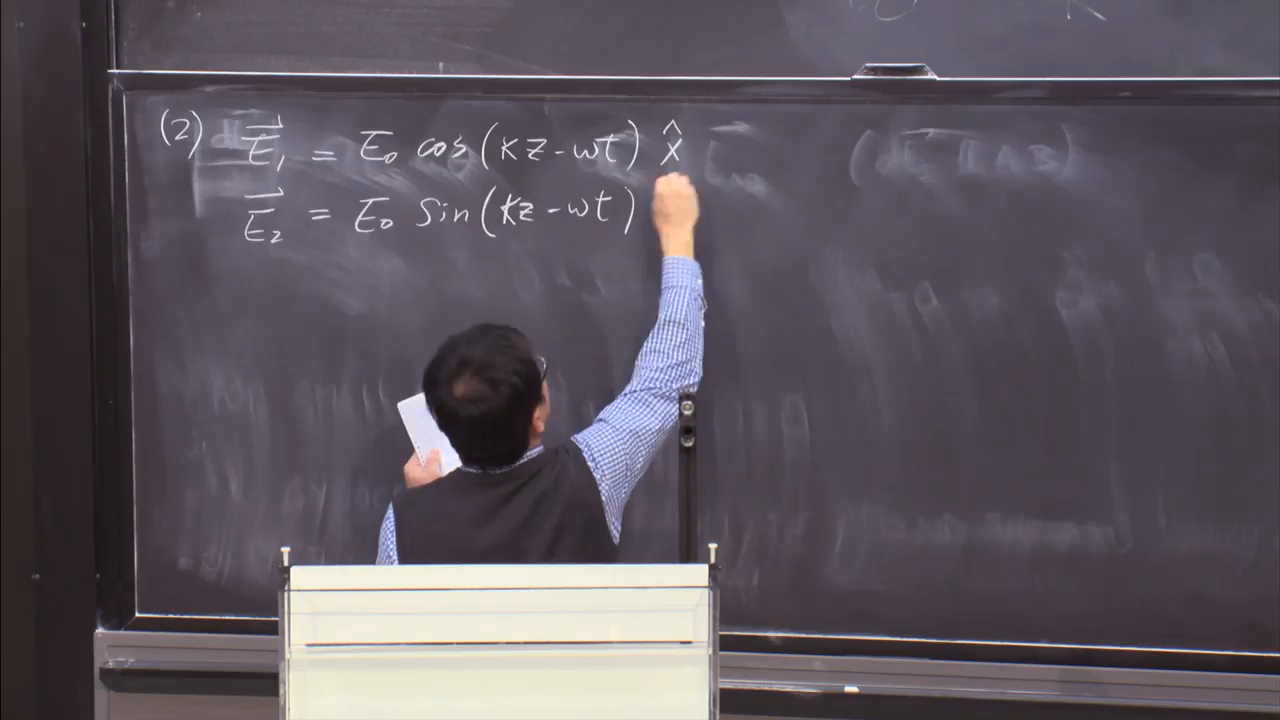 (2) E⃗₁ = E₀ cos(kz-ωt) x̂
E⃗₂ = E₀ sin(kz-ωt)